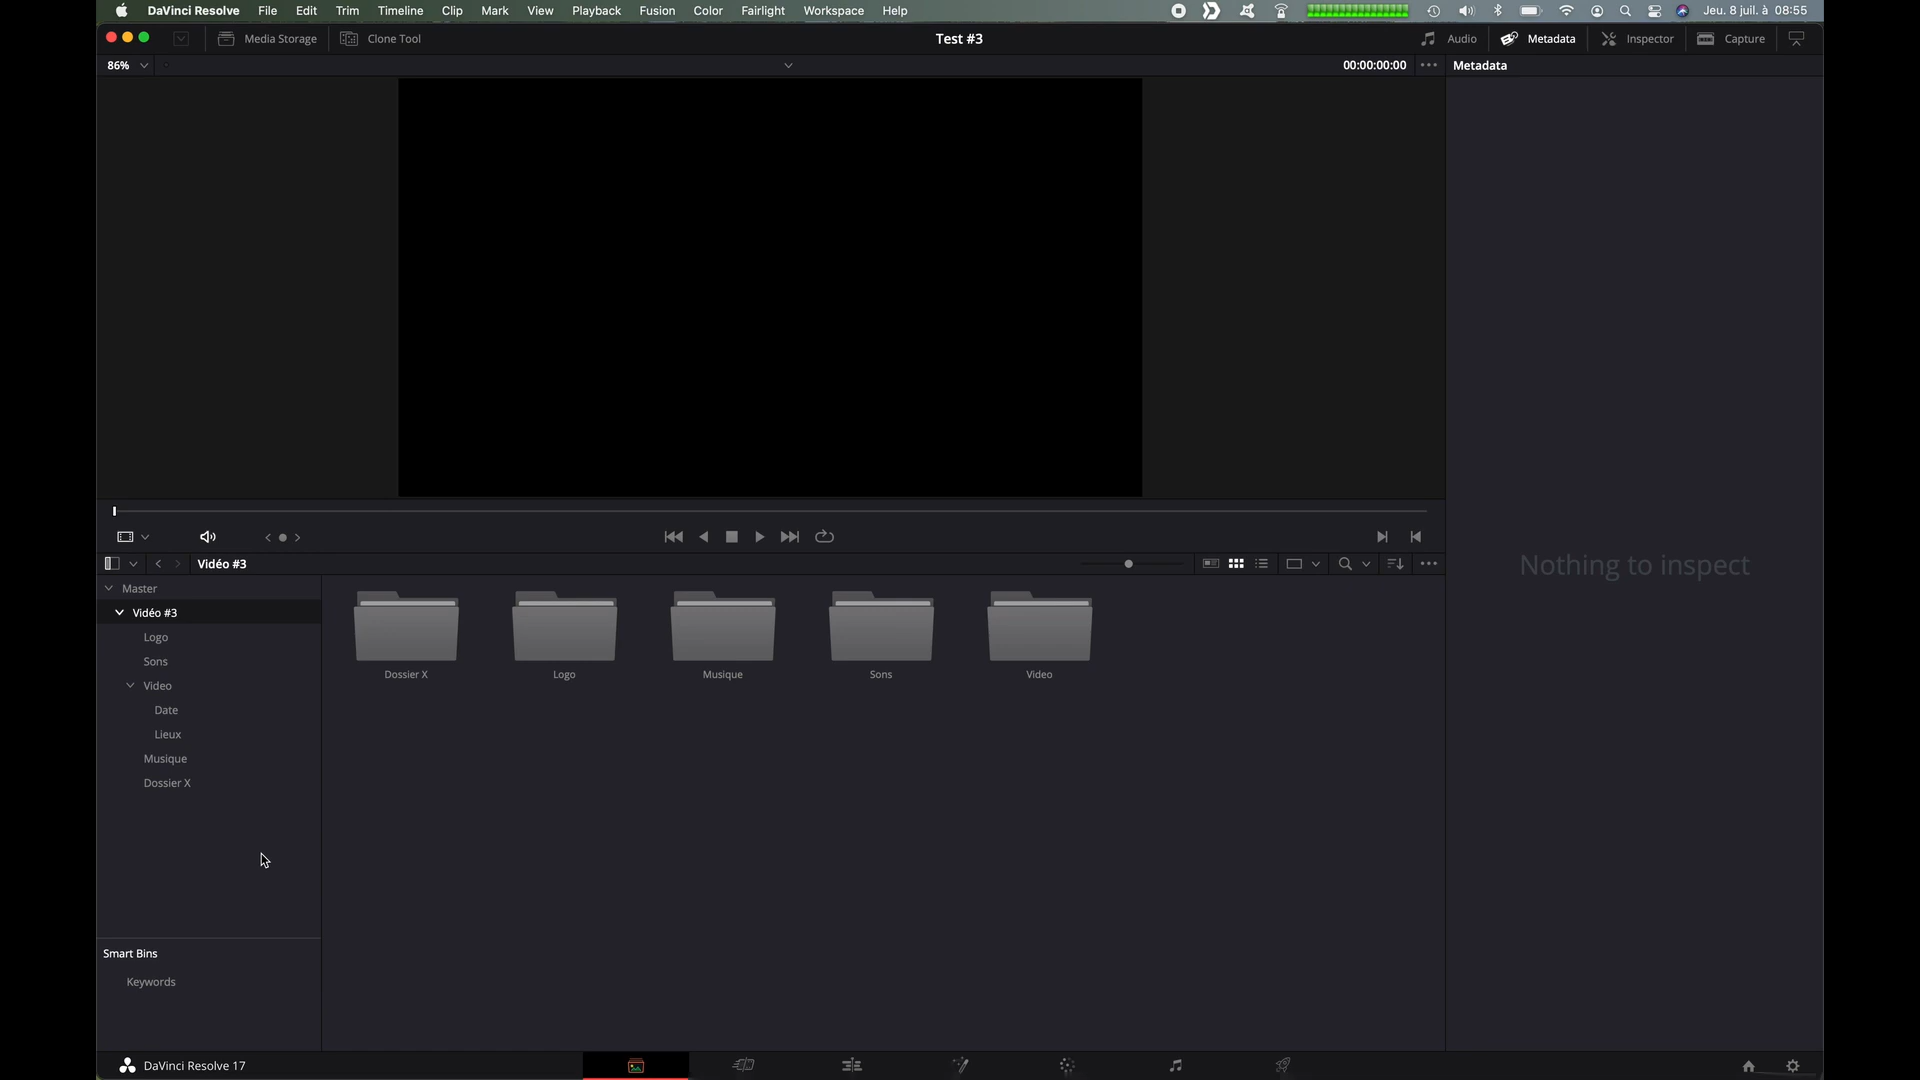 DaVinci Resolve File Edit Trim Timeline Clip Mark View Playback Fusion Color Fairlight Workspace Help Jeu. 8 juil. à 08:55
Media Storage Clone Tool Test #3 Audio Metadata Inspector Capture
86% 00:00:00:00 Metadata
Nothing to inspect
Vidéo #3
Master
Vidéo #3
Logo
Sons
Video
Date
Lieux
Musique
Dossier X
Dossier X Logo Musique Sons Video
Smart Bins
Keywords
DaVinci Resolve 17